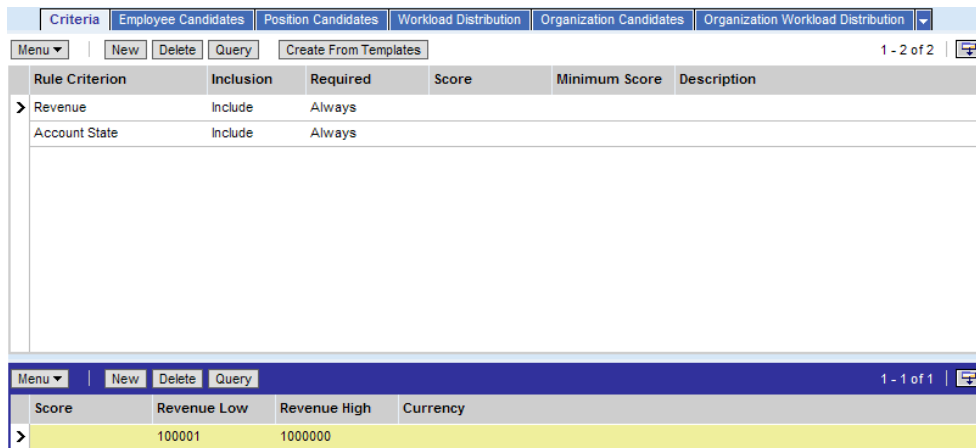 Criteria Employee Candidates Position Candidates Workload Distribution Organization Candidates Organization Workload Distribution
Menu New Delete Query Create From Templates 1 - 2 of 2
Rule Criterion Inclusion Required Score Minimum Score Description
Revenue Include Always
Account State Include Always
Menu New Delete Query 1 - 1 of 1
Score Revenue Low Revenue High Currency
100001 1000000